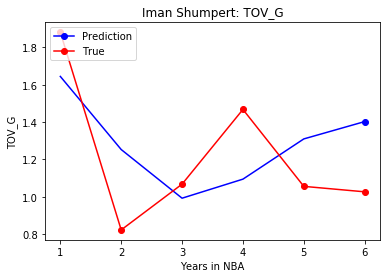 Iman Shumpert: TOV_G
Prediction
True
1.8
1.6
1.4
1.2
1.0
0.8
TOV_G
1
2
3
4
5
6
Years in NBA